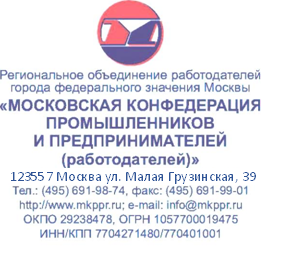 Региональное объединение работодателей
города федерального значения Москвы
«МОСКОВСКАЯ КОНФЕДЕРАЦИЯ
ПРОМЫШЛЕННИКОВ
И ПРЕДПРИНИМАТЕЛЕЙ
(работодателей)»
123557 Москва ул. Малая Грузинская, 39
Тел.: (495) 691-98-74, факс: (495) 691-99-01
http://www.mkppr.ru; e-mail: info@mkppr.ru
ОКПО 29238478, ОГРН 1057700019475
ИНН/КПП 7704271480/770401001